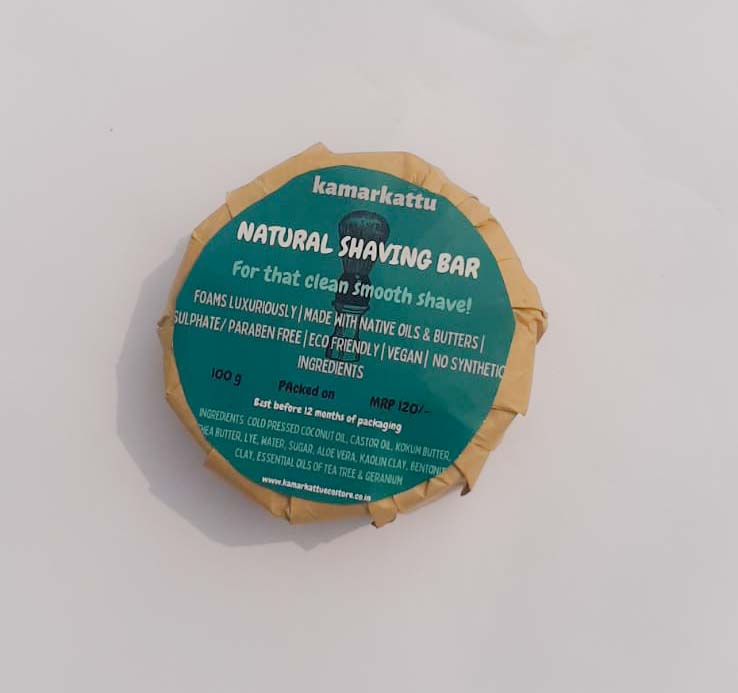 kamarkattu
NATURAL SHAVING BAR
For that clean smooth shave!
FOAMS LUXURIOUSLY | MADE WITH NATIVE OILS & BUTTERS |
SULPHATE/ PARABEN FREE | ECO FRIENDLY | VEGAN | NO SYNTHETIC
INGREDIENTS
100 g PAcked on MRP 120/-
Best before 12 months of packaging
INGREDIENTS COLD PRESSED COCONUT OIL, CASTOR OIL, KOKUM BUTTER,
SHEA BUTTER, LYE, WATER, SUGAR, ALOE VERA, KAOLIN CLAY, BENTONITE
CLAY, ESSENTIAL OILS OF TEA TREE & GERANIUM
www.kamarkattuecostore.co.in